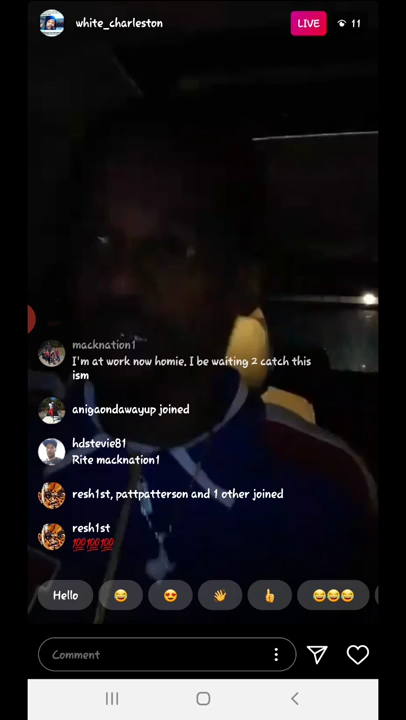 white_charleston
LIVE
11
macknation1
I'm at work now homie. I be waiting 2 catch this
ism
anigaondawayup joined
hdstevie81
Rite macknation1
resh1st, pattpatterson and 1 other joined
resh1st
💯💯💯
Hello
Comment